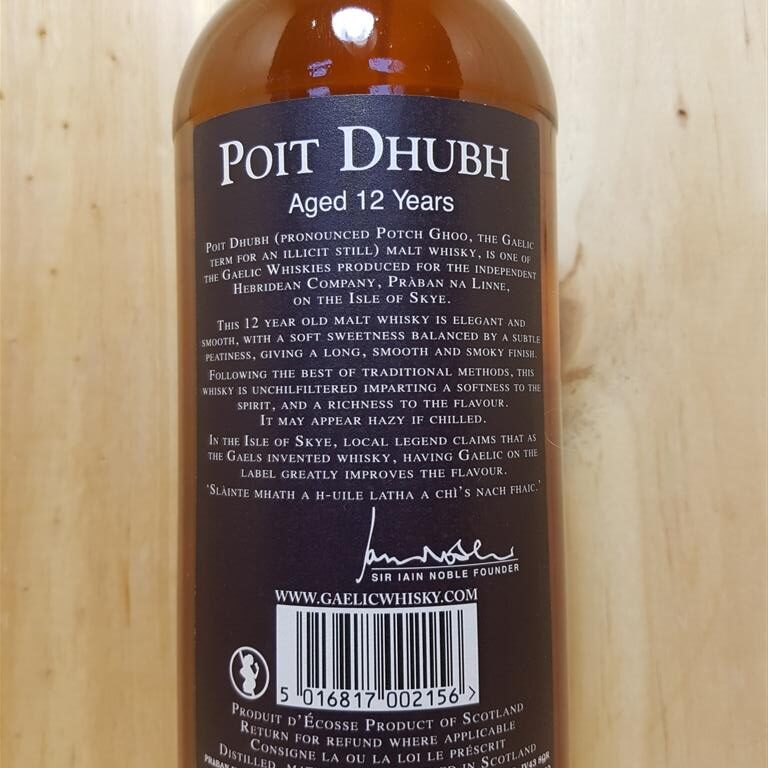 POIT DHUBH
Aged 12 Years
POIT DHUBH (PRONOUNCED POTCH GHOO, THE GAELIC
TERM FOR AN ILLICIT STILL) MALT WHISKY, IS ONE OF
THE GAELIC WHISKIES PRODUCED FOR THE INDEPENDENT
HEBRIDEAN COMPANY, PRÀBAN NA LINNE,
ON THE ISLE OF SKYE.
THIS 12 YEAR OLD MALT WHISKY IS ELEGANT AND
SMOOTH, WITH A SOFT SWEETNESS BALANCED BY A SUBTLE
PEATINESS, GIVING A LONG, SMOOTH AND SMOKY FINISH.
FOLLOWING THE BEST OF TRADITIONAL METHODS, THIS
WHISKY IS UNCHILFILTERED IMPARTING A SOFTNESS TO THE
SPIRIT, AND A RICHNESS TO THE FLAVOUR.
IT MAY APPEAR HAZY IF CHILLED.
IN THE ISLE OF SKYE, LOCAL LEGEND CLAIMS THAT AS
THE GAELS INVENTED WHISKY, HAVING GAELIC ON THE
LABEL GREATLY IMPROVES THE FLAVOUR.
'SLÀINTE MHATH A H-UILE LATHA A CHÌ'S NACH FHAIC.'
Iain Noble
SIR IAIN NOBLE FOUNDER
WWW.GAELICWHISKY.COM
5 016817 002156 >
PRODUIT D'ÉCOSSE PRODUCT OF SCOTLAND
RETURN FOR REFUND WHERE APPLICABLE
CONSIGNE LA OU LA LOI LE PRÉSCRIT
DISTILLED, IN SCOTLAND
IV43 8QR